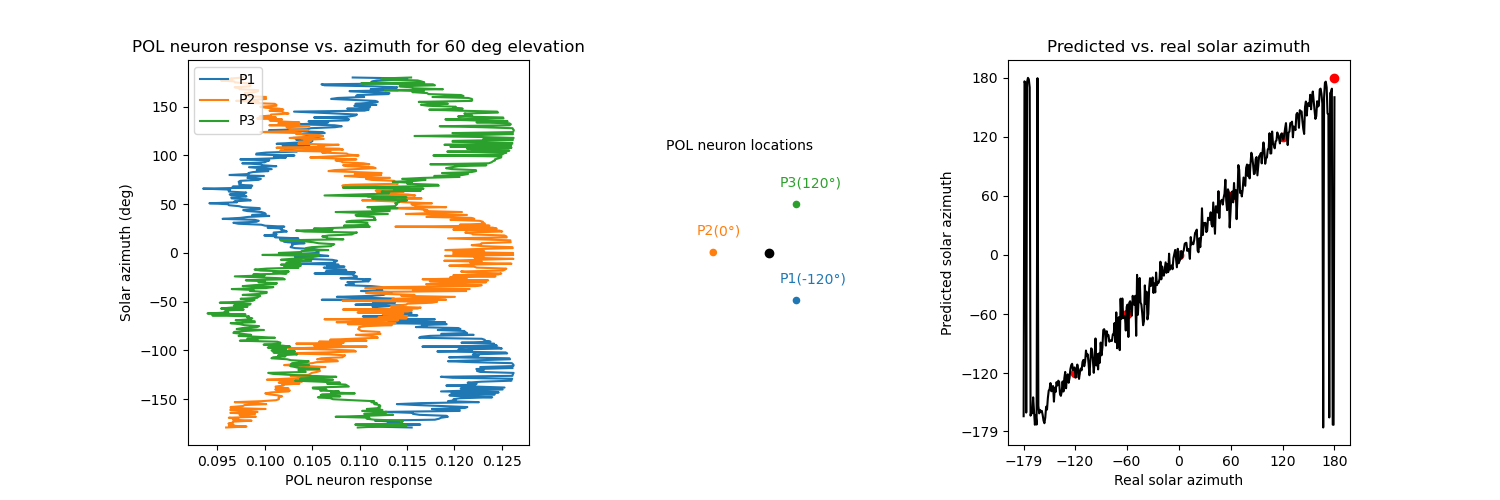 POL neuron response vs. azimuth for 60 deg elevation
P1
P2
P3
150
100
50
0
−50
−100
−150
Solar azimuth (deg)
0.095 0.100 0.105 0.110 0.115 0.120 0.125
POL neuron response
POL neuron locations
P3(120°)
P2(0°)
P1(-120°)
Predicted vs. real solar azimuth
180
120
60
0
−60
−120
−179
Predicted solar azimuth
−179 −120 −60 0 60 120 180
Real solar azimuth